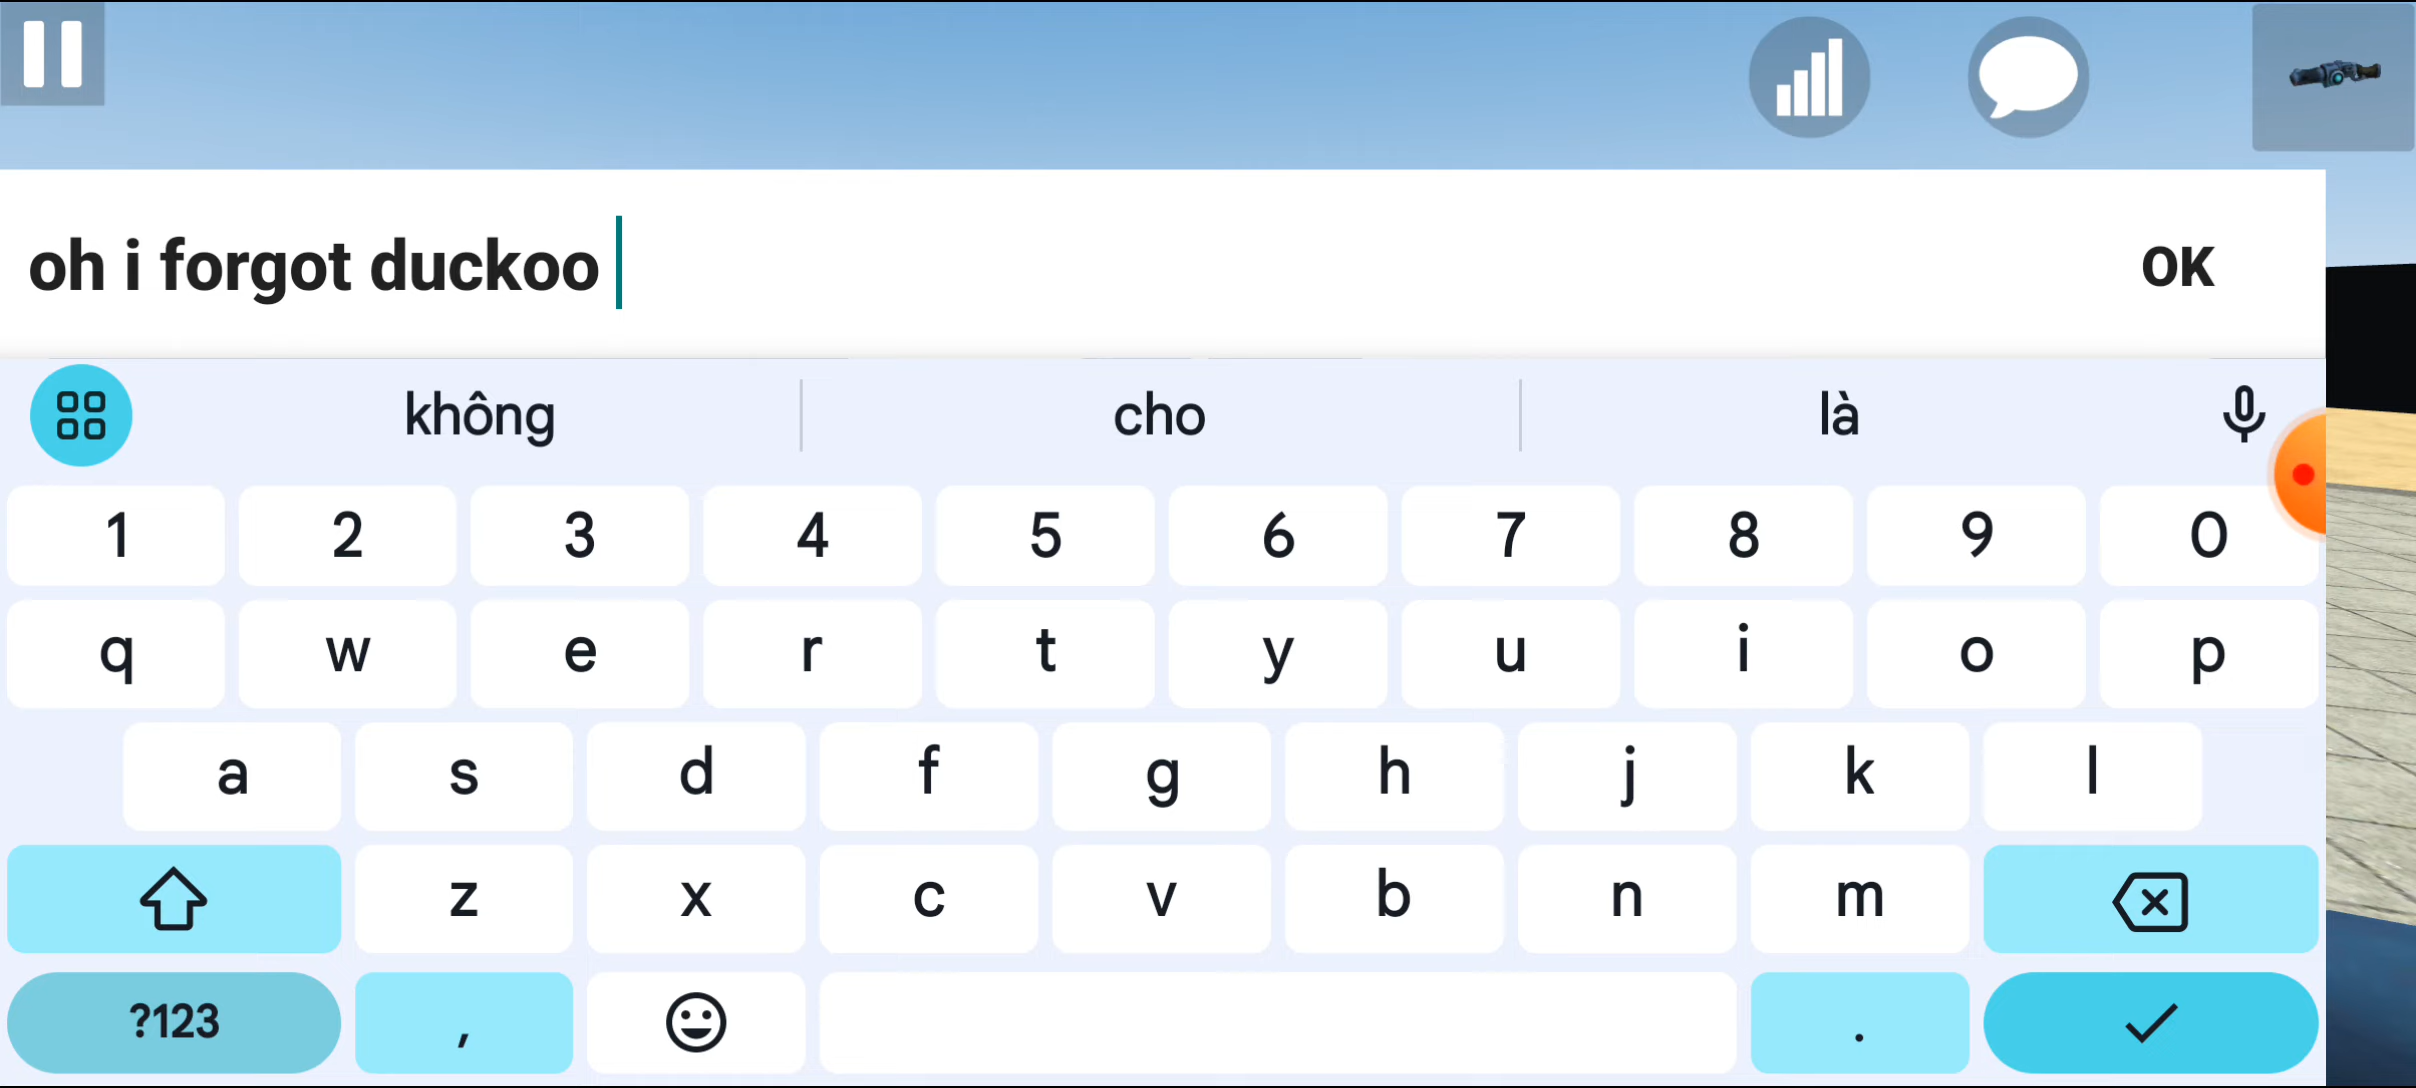 oh i forgot duckoo
OK
không cho là
1 2 3 4 5 6 7 8 9 0
q w e r t y u i o p
a s d f g h j k l
z x c v b n m
?123 , .